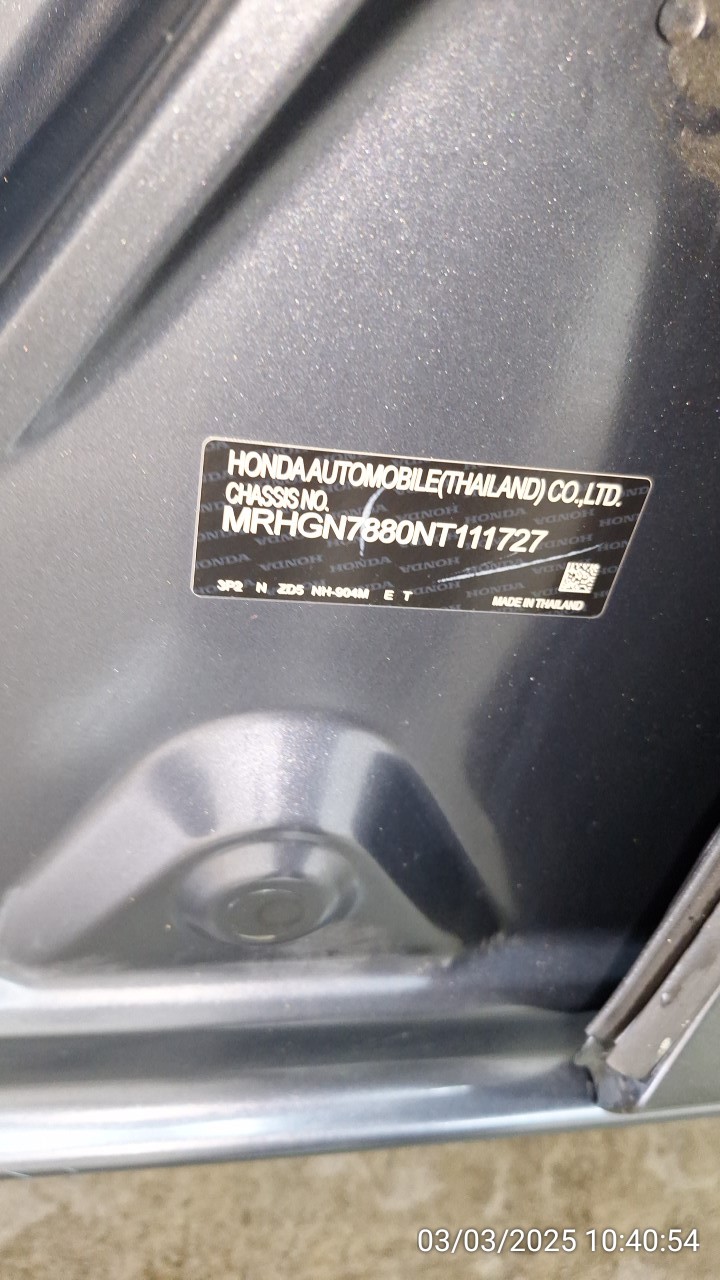 HONDA AUTOMOBILE (THAILAND) CO.,LTD.
CHASSIS NO.
MRHGN7880NT111727
3P2 N ZD5 NH-904M E T
MADE IN THAILAND
03/03/2025 10:40:54